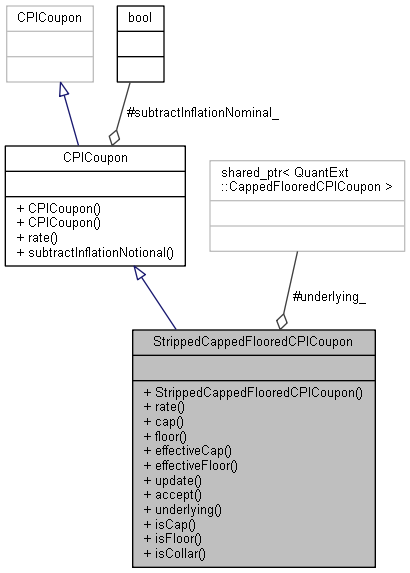 CPICoupon
bool
#subtractInflationNominal_
CPICoupon
+ CPICoupon()
+ CPICoupon()
+ rate()
+ subtractInflationNotional()
shared_ptr< QuantExt
::CappedFlooredCPICoupon >
#underlying_
StrippedCappedFlooredCPICoupon
+ StrippedCappedFlooredCPICoupon()
+ rate()
+ cap()
+ floor()
+ effectiveCap()
+ effectiveFloor()
+ update()
+ accept()
+ underlying()
+ isCap()
+ isFloor()
+ isCollar()